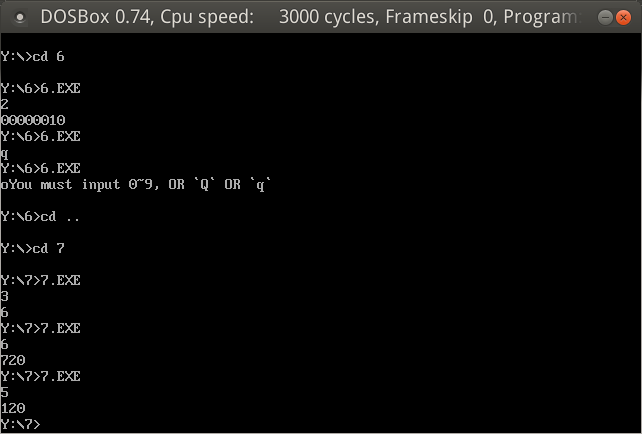 DOSBox 0.74, Cpu speq: 3000 cycles, Frameskip 0, Program
Y:\>cd 6
Y:\6>6.EXE
2
00000010
Y:\6>6.EXE
q
Y:\6>6.EXE
oYou must input 0~9, OR `Q` OR `q`
Y:\6>cd ..
Y:\>cd 7
Y:\7>7.EXE
3
6
Y:\7>7.EXE
6
720
Y:\7>7.EXE
5
120
Y:\7>